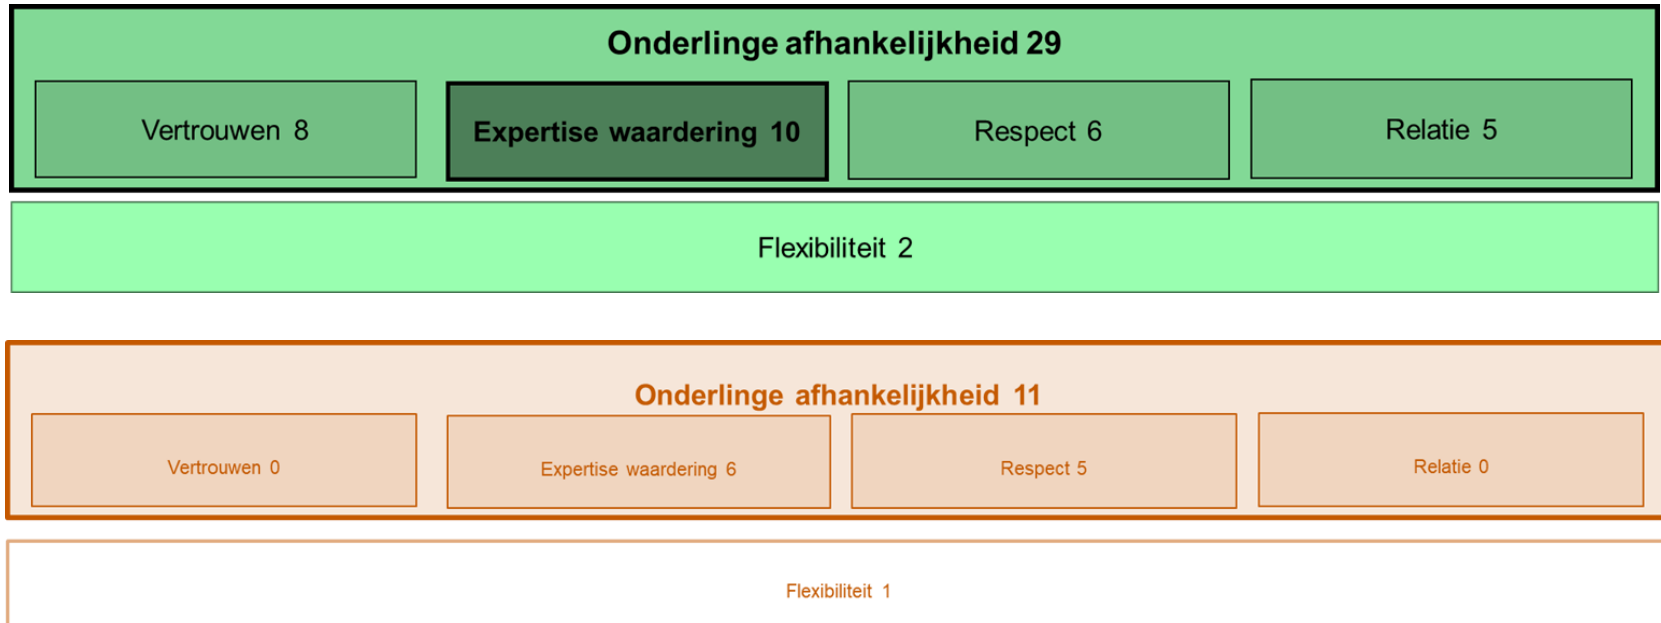 Onderlinge afhankelijkheid 29
Vertrouwen 8
Expertise waardering 10
Respect 6
Relatie 5
Flexibiliteit 2
Onderlinge afhankelijkheid 11
Vertrouwen 0
Expertise waardering 6
Respect 5
Relatie 0
Flexibiliteit 1